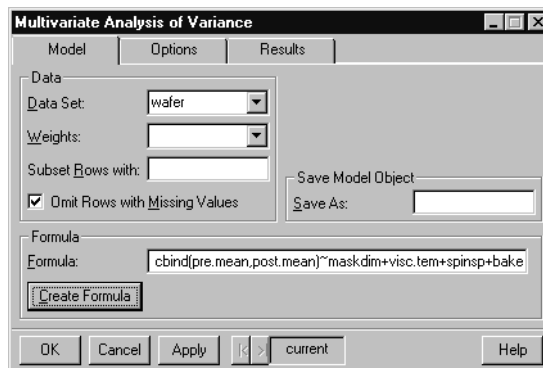 Multivariate Analysis of Variance
Model Options Results
Data
Data Set: wafer
Weights:
Subset Rows with:
Omit Rows with Missing Values
Save Model Object
Save As:
Formula
Formula: cbind(pre.mean,post.mean)~maskdim+visc.tem+spinsp+bake
Create Formula
OK Cancel Apply |< > current Help